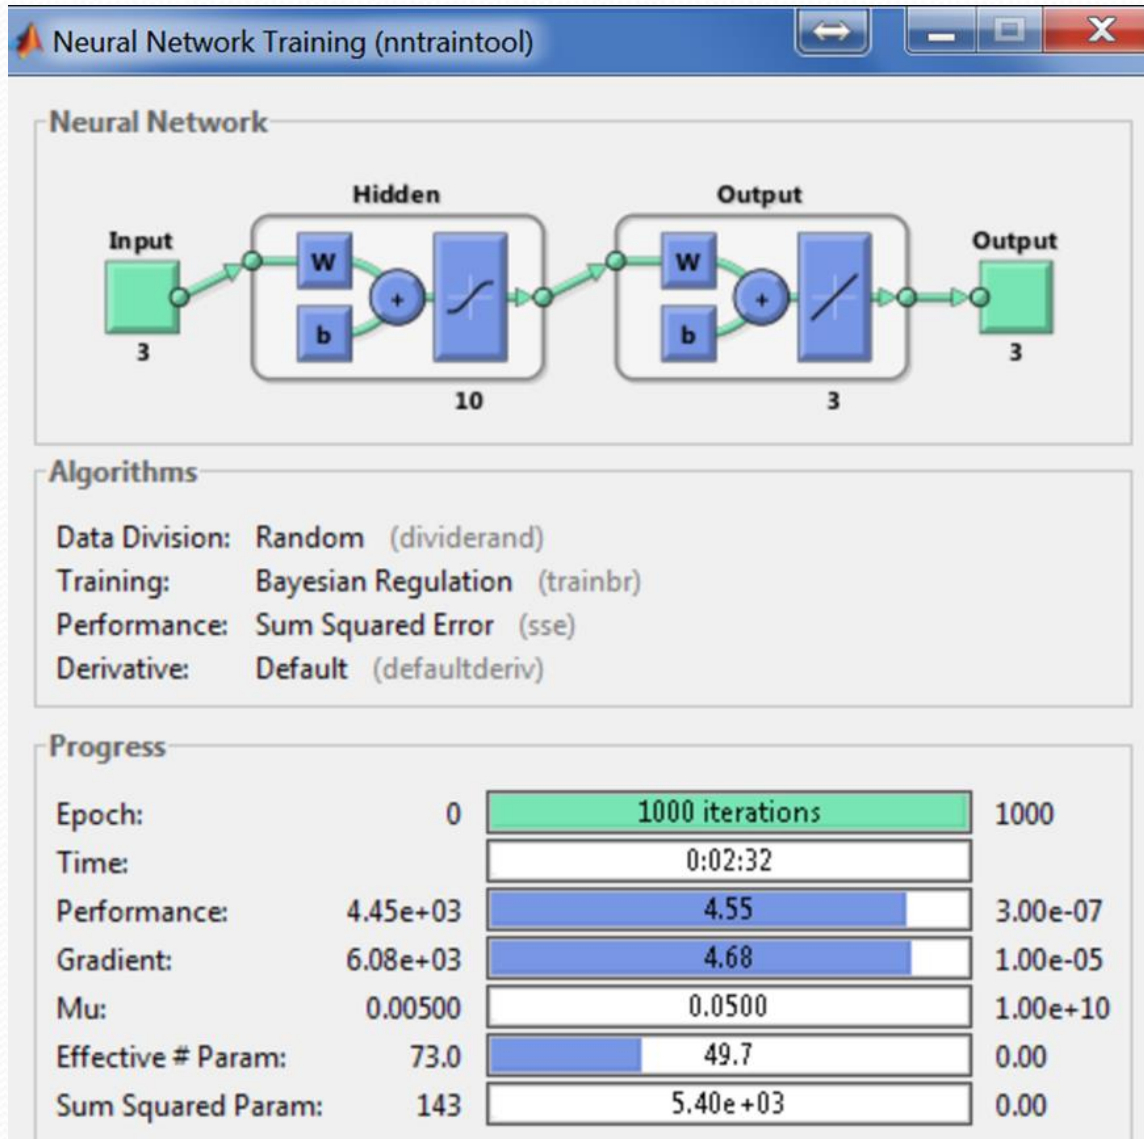 Neural Network Training (nntraintool)
Neural Network
Hidden Output
Input Output
W W
+ +
b b
3 3
10 3
Algorithms
Data Division: Random (dividerand)
Training: Bayesian Regulation (trainbr)
Performance: Sum Squared Error (sse)
Derivative: Default (defaultderiv)
Progress
Epoch: 0 1000 iterations 1000
Time: 0:02:32
Performance: 4.45e+03 4.55 3.00e-07
Gradient: 6.08e+03 4.68 1.00e-05
Mu: 0.00500 0.0500 1.00e+10
Effective # Param: 73.0 49.7 0.00
Sum Squared Param: 143 5.40e+03 0.00